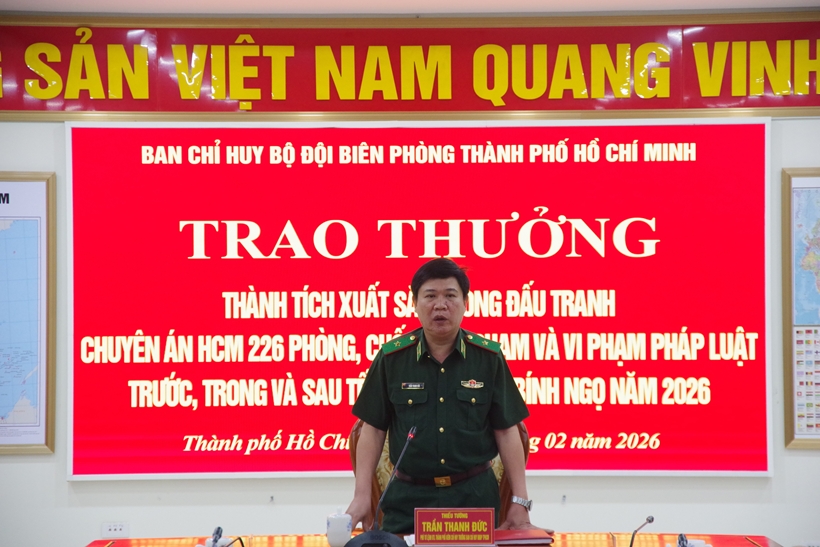 SẢN VIỆT NAM QUANG VINH
M
BAN CHỈ HUY BỘ ĐỘI BIÊN PHÒNG THÀNH PHỐ HỒ CHÍ MINH
TRAO THƯỞNG
THÀNH TÍCH XUẤT SẮ ONG ĐẤU TRANH
CHUYÊN ÁN HCM 226 PHÒNG, CHỐ HẠM VÀ VI PHẠM PHÁP LUẬT
TRƯỚC, TRONG VÀ SAU TẾ BÍNH NGỌ NĂM 2026
Thành phố Hồ Chí 02 năm 2026
THIẾU TƯỚNG
TRẦN THANH ĐỨC